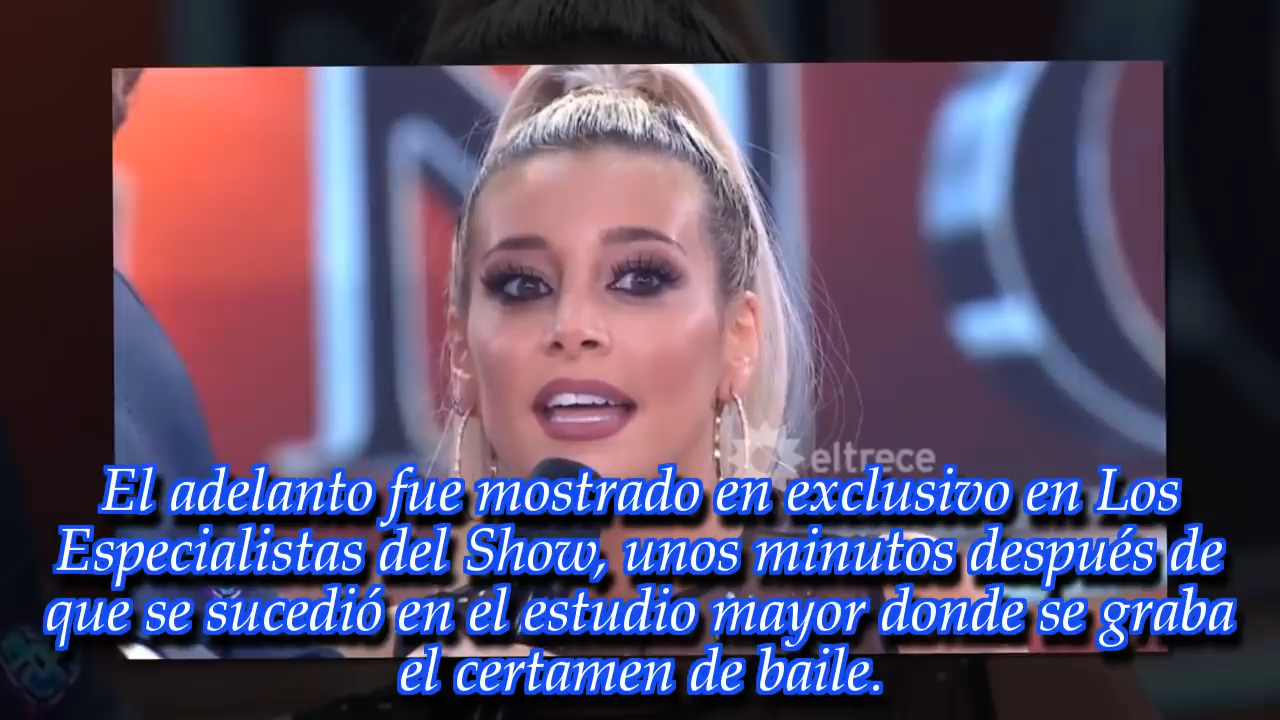 eltrece
El adelanto fue mostrado en exclusivo en Los
Especialistas del Show, unos minutos después de
que se sucedió en el estudio mayor donde se graba
el certamen de baile.